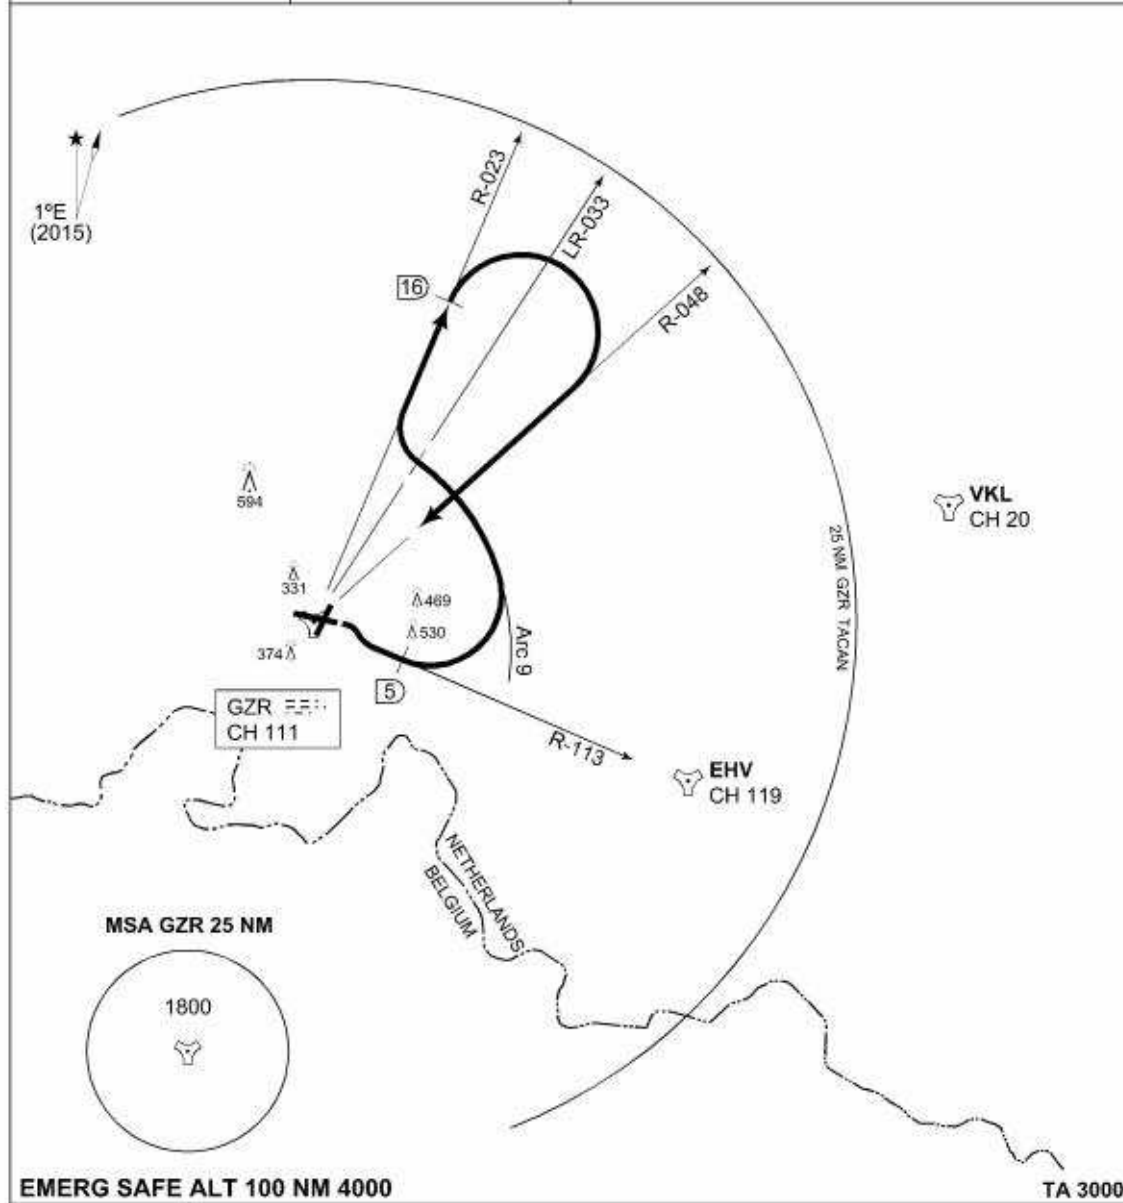 R-023
LR-033
R-048
1ºE
(2015)
16
594
VKL
CH 20
25 NM GZR TACAN
331
469
530
374
Arc 9
5
GZR
CH 111
R-113
EHV
CH 119
NETHERLANDS
BELGIUM
MSA GZR 25 NM
1800
EMERG SAFE ALT 100 NM 4000
TA 3000